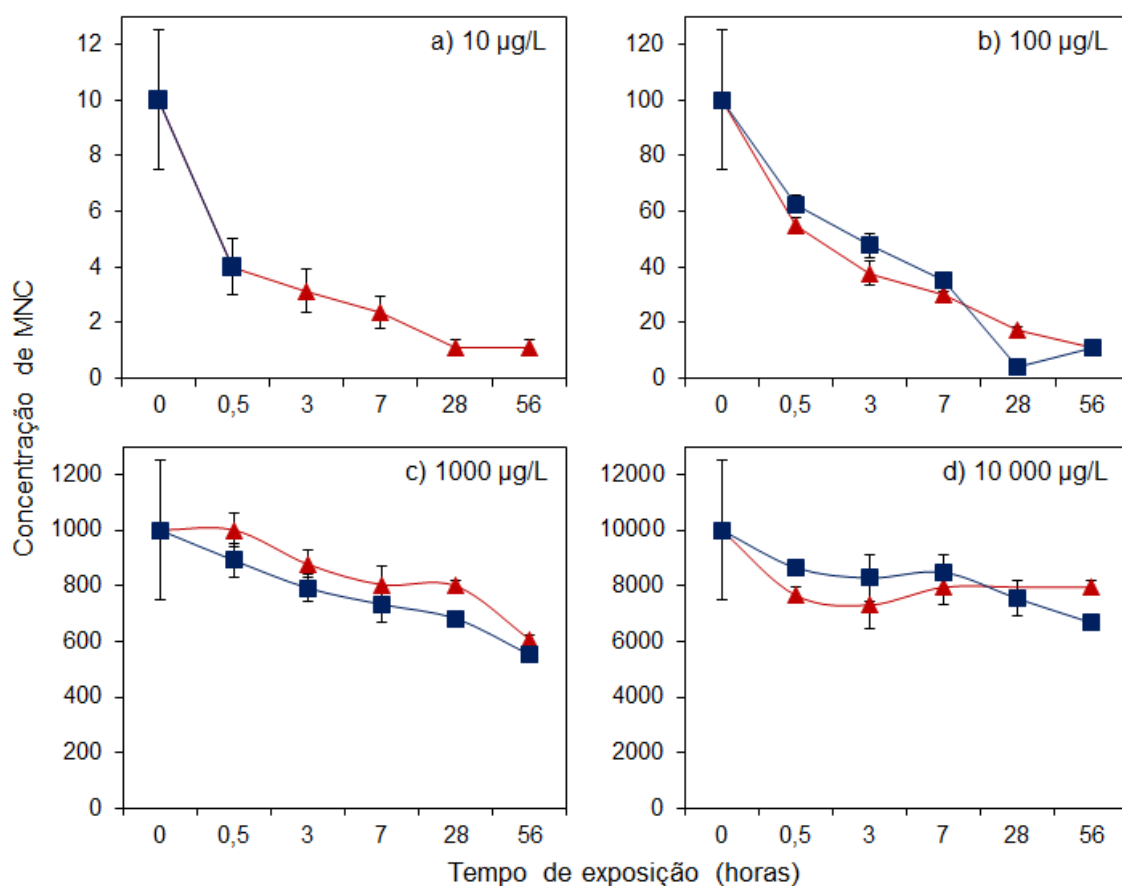 Concentração de MNC
a) 10 µg/L
12
10
8
6
4
2
0
0 0,5 3 7 28 56
b) 100 µg/L
120
100
80
60
40
20
0
0 0,5 3 7 28 56
c) 1000 µg/L
1200
1000
800
600
400
200
0
0 0,5 3 7 28 56
d) 10 000 µg/L
12000
10000
8000
6000
4000
2000
0
0 0,5 3 7 28 56
Tempo de exposição (horas)